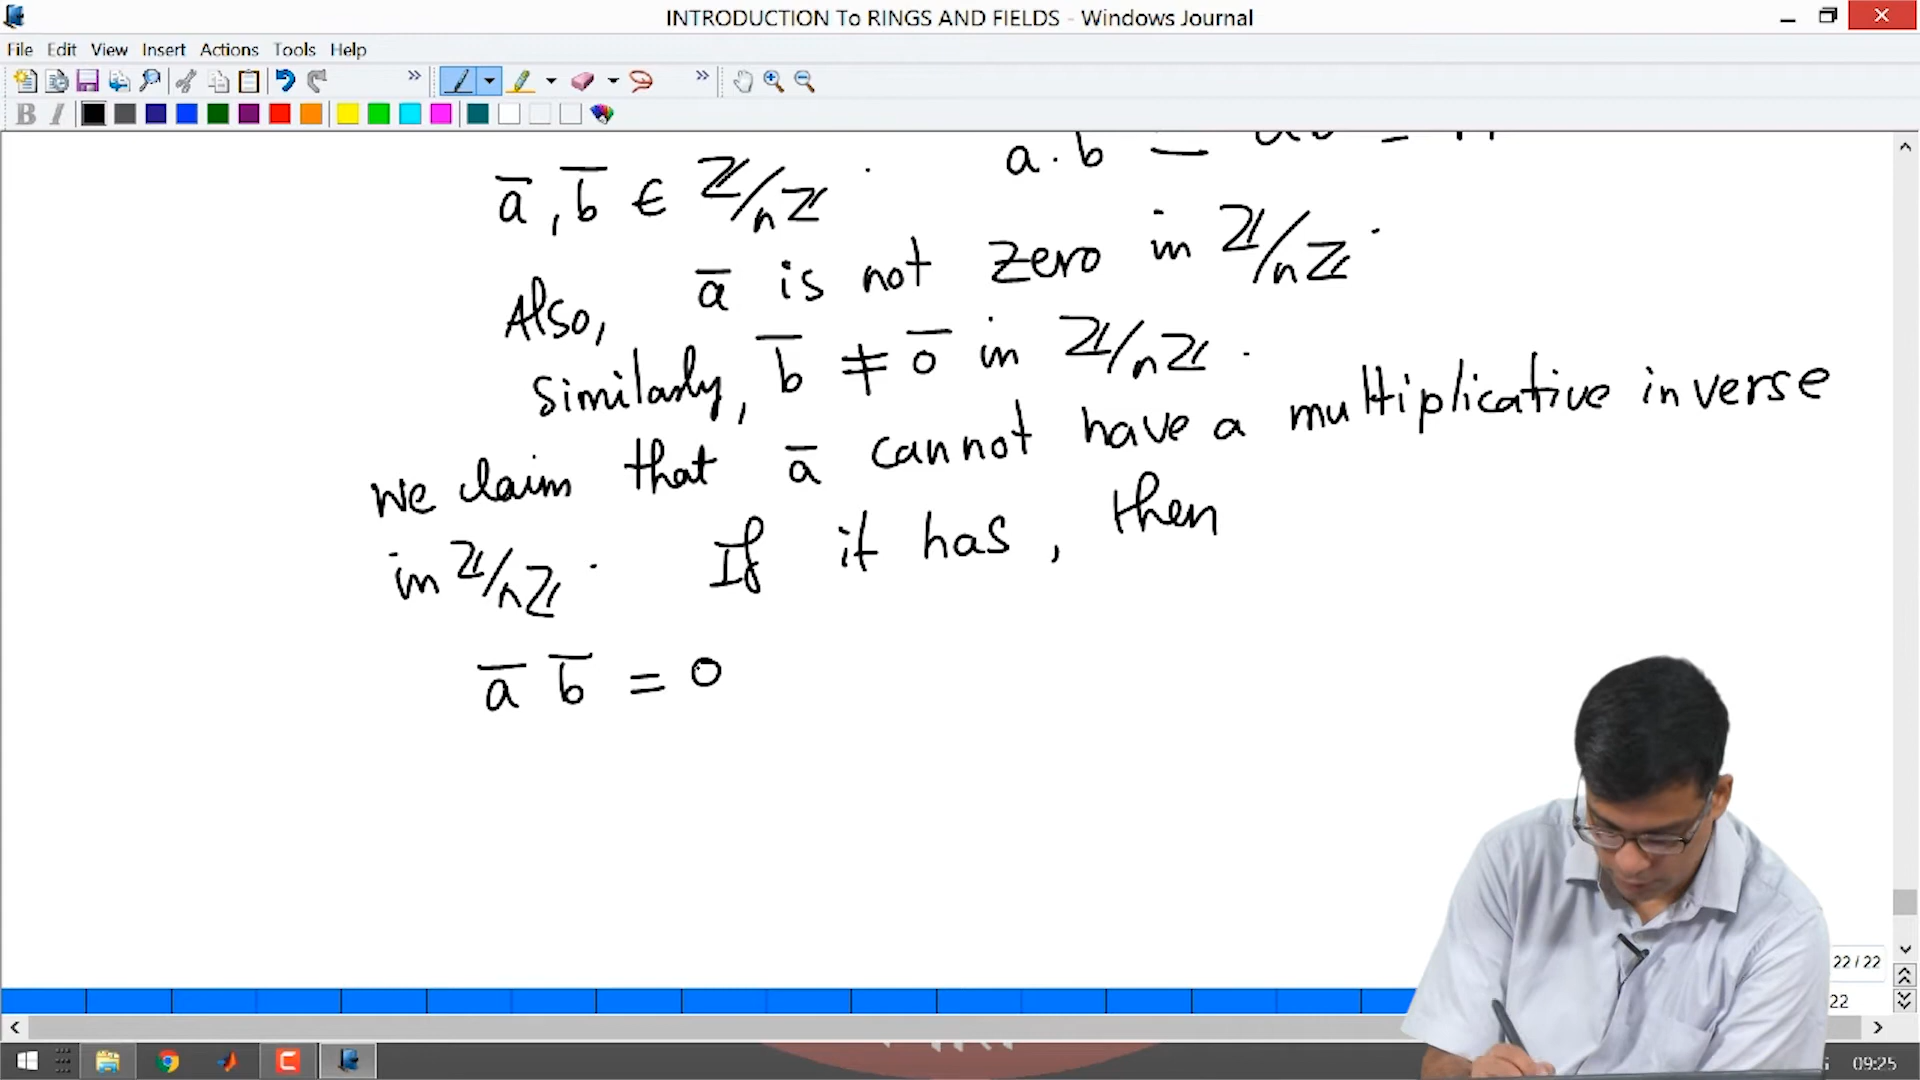 INTRODUCTION To RINGS AND FIELDS - Windows Journal
File Edit View Insert Actions Tools Help
B I
a · b
a̅, b̅ ∈ ℤ/nℤ.
Also, a̅ is not zero in ℤ/nℤ.
Similarly, b̅ ≠ 0̅ in ℤ/nℤ.
We claim that a̅ cannot have a multiplicative inverse
in ℤ/nℤ. If it has, then
a̅ b̅ = 0
22 / 22
22
09:25